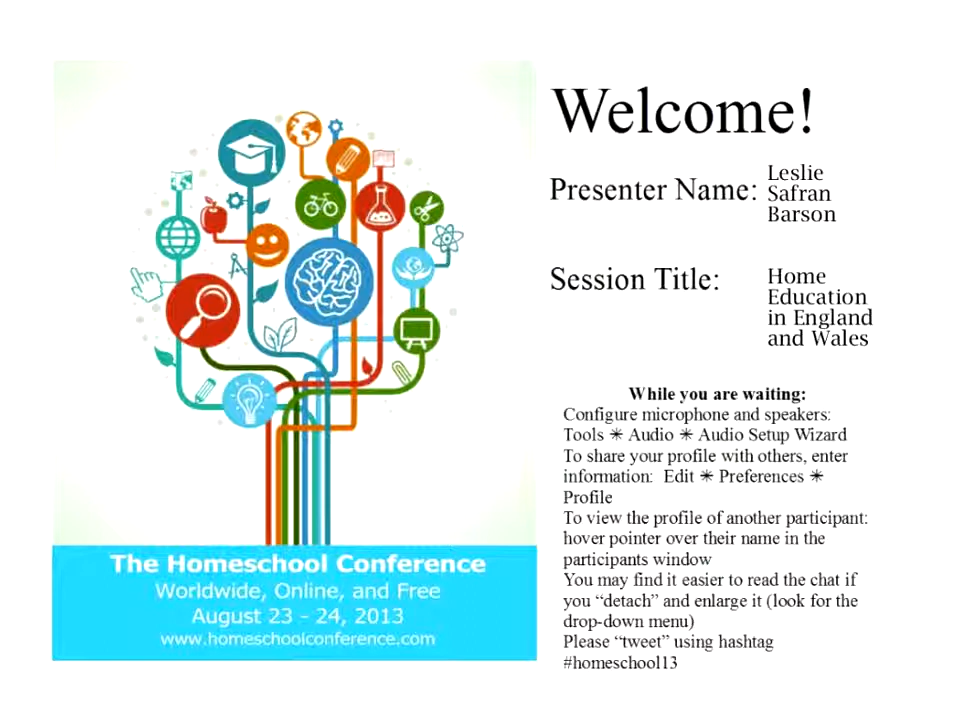 Welcome!
Presenter Name:
Leslie
Safran
Barson
Session Title:
Home
Education
in England
and Wales
While you are waiting:
Configure microphone and speakers:
Tools ✳ Audio ✳ Audio Setup Wizard
To share your profile with others, enter
information:  Edit ✳ Preferences ✳
Profile
To view the profile of another participant:
hover pointer over their name in the
participants window
You may find it easier to read the chat if
you “detach” and enlarge it (look for the
drop-down menu)
Please “tweet” using hashtag
#homeschool13
The Homeschool Conference
Worldwide, Online, and Free
August 23 - 24, 2013
www.homeschoolconference.com